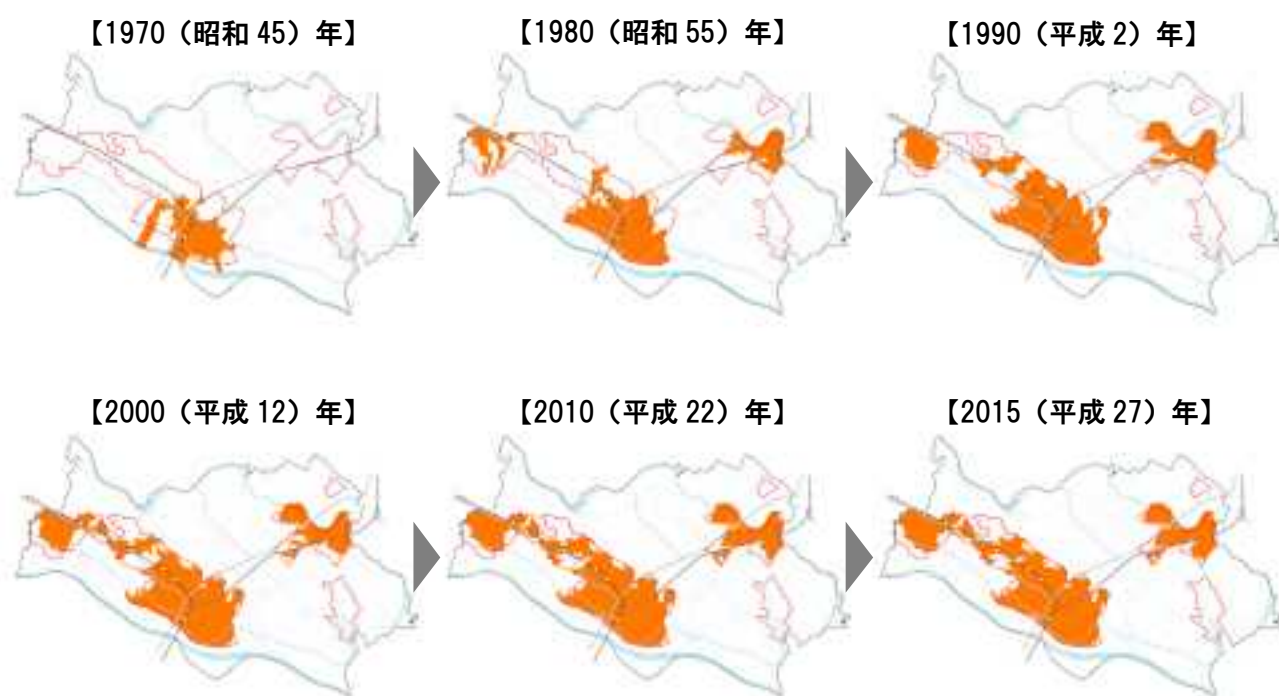 【1970（昭和 45）年】
【1980（昭和 55）年】
【1990（平成 2）年】
【2000（平成 12）年】
【2010（平成 22）年】
【2015（平成 27）年】